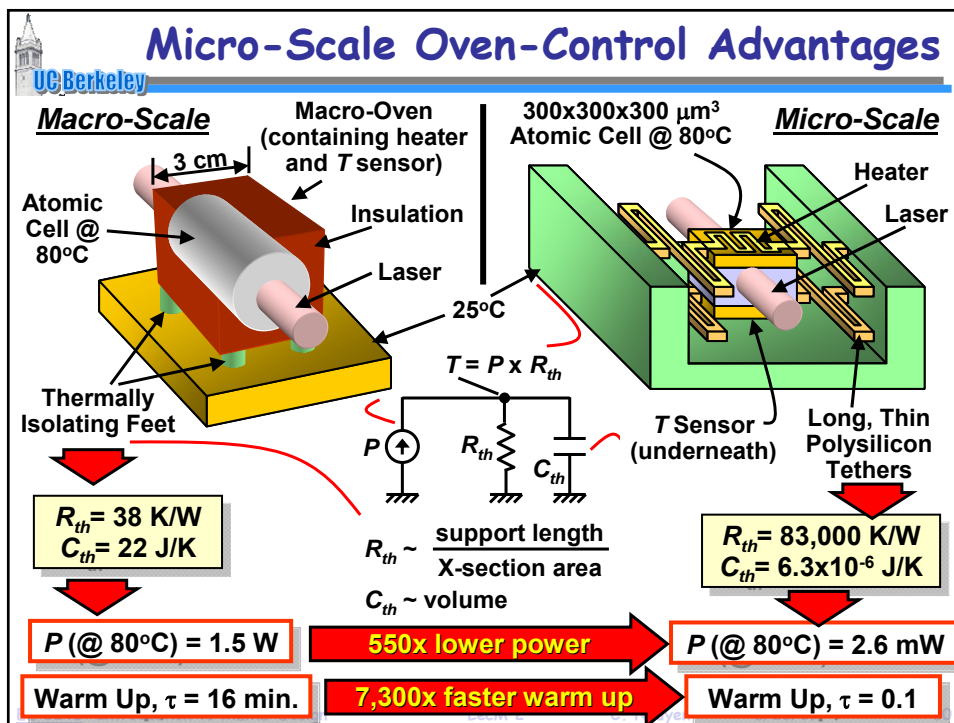 Micro-Scale Oven-Control Advantages
UC Berkeley
Macro-Scale
Macro-Oven
(containing heater
and T sensor)
3 cm
Atomic
Cell @
80°C
Insulation
Laser
Thermally
Isolating Feet
25°C
300x300x300 μm³
Atomic Cell @ 80°C
Micro-Scale
Heater
Laser
T Sensor
(underneath)
Long, Thin
Polysilicon
Tethers
T = P x Rth
P
Rth
Cth
Rth = 38 K/W
Cth = 22 J/K
Rth ~ support length
X-section area
Cth ~ volume
Rth = 83,000 K/W
Cth = 6.3x10⁻⁶ J/K
P (@ 80°C) = 1.5 W
550x lower power
P (@ 80°C) = 2.6 mW
Warm Up, τ = 16 min.
7,300x faster warm up
Warm Up, τ = 0.1